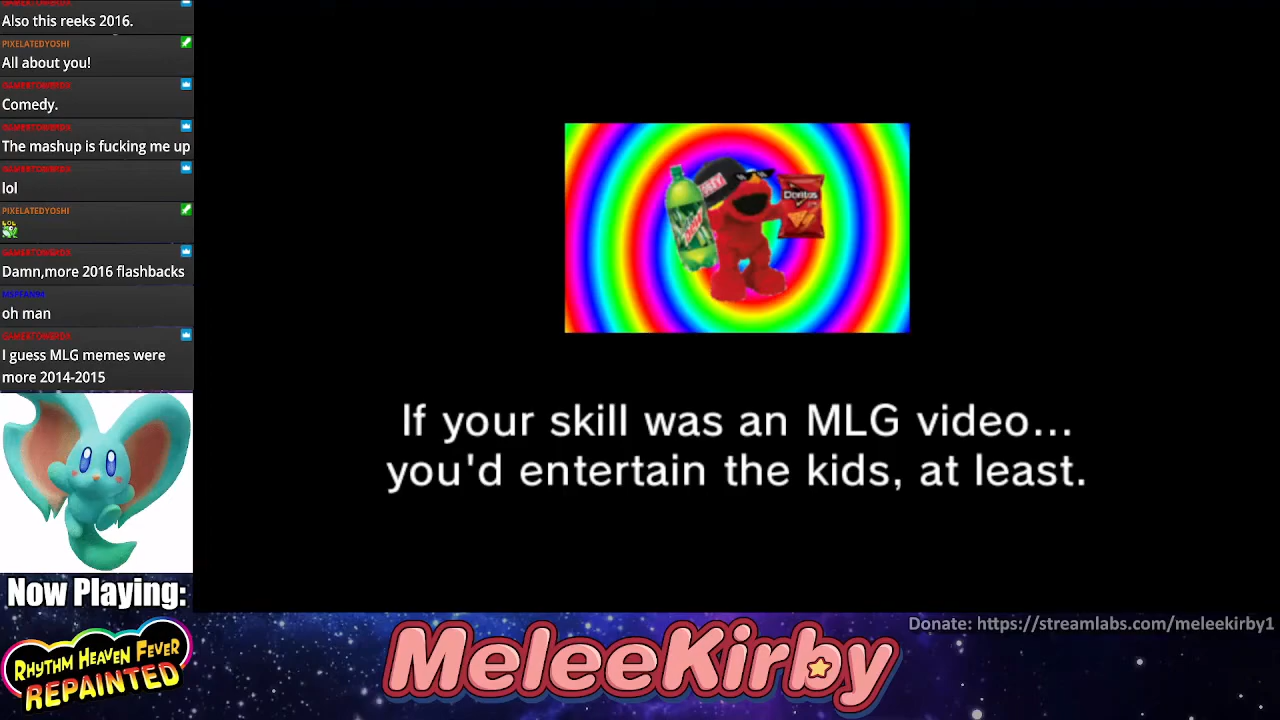 Also this reeks 2016.
PIXELATEDYOSHI
All about you!
Comedy.
The mashup is fucking me up
lol
PIXELATEDYOSHI
Damn,more 2016 flashbacks
oh man
I guess MLG memes were
more 2014-2015
Doritos
If your skill was an MLG video...
you'd entertain the kids, at least.
Now Playing:
RHYTHM HEAVEN FEVER
REPAINTED
MeleeKirby
Donate: https://streamlabs.com/meleekirby1